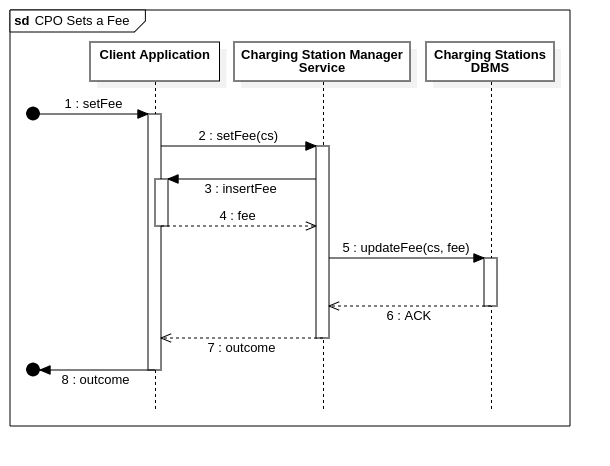 sd CPO Sets a Fee
Client Application
Charging Station Manager
Service
Charging Stations
DBMS
1 : setFee
2 : setFee(cs)
3 : insertFee
4 : fee
5 : updateFee(cs, fee)
6 : ACK
7 : outcome
8 : outcome